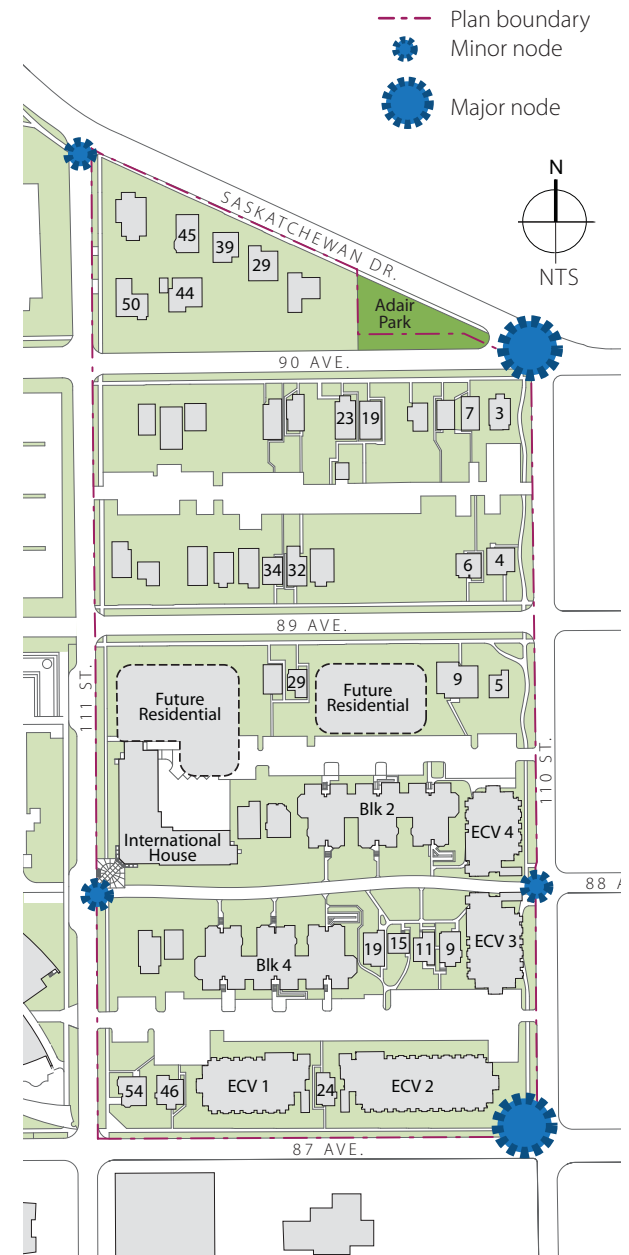 Plan boundary
Minor node
Major node
N
NTS
SASKATCHEWAN DR.
45
39
29
50
44
Adair
Park
90 AVE.
23
19
7
3
34
32
6
4
89 AVE.
111 ST.
110 ST.
29
9
5
Future
Residential
Future
Residential
Blk 2
ECV 4
International
House
88 A
19
15
11
9
ECV 3
Blk 4
54
46
ECV 1
24
ECV 2
87 AVE.